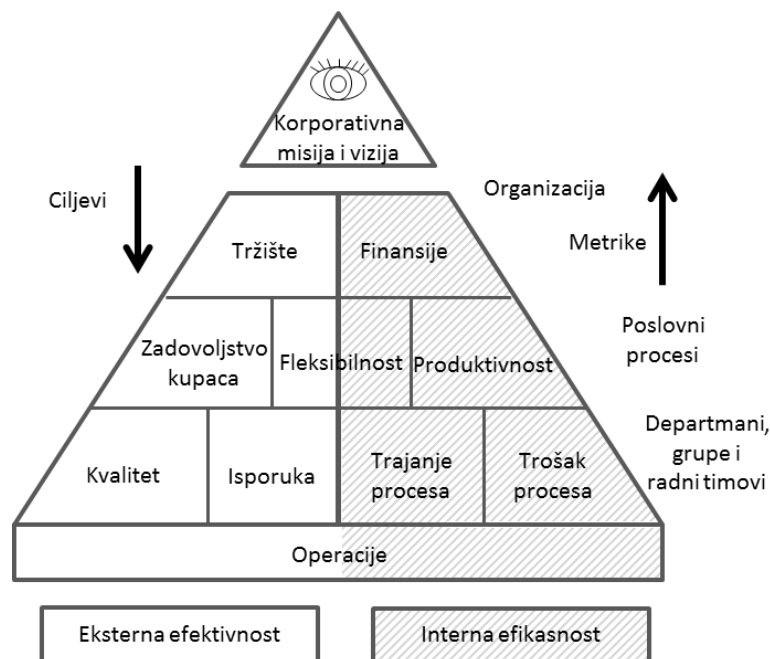 Korporativna
misija i vizija
Ciljevi
Organizacija
Metrike
Tržište
Finansije
Zadovoljstvo
kupaca
Fleksibilnost
Produktivnost
Poslovni
procesi
Kvalitet
Isporuka
Trajanje
procesa
Trošak
procesa
Departmani,
grupe i
radni timovi
Operacije
Eksterna efektivnost
Interna efikasnost